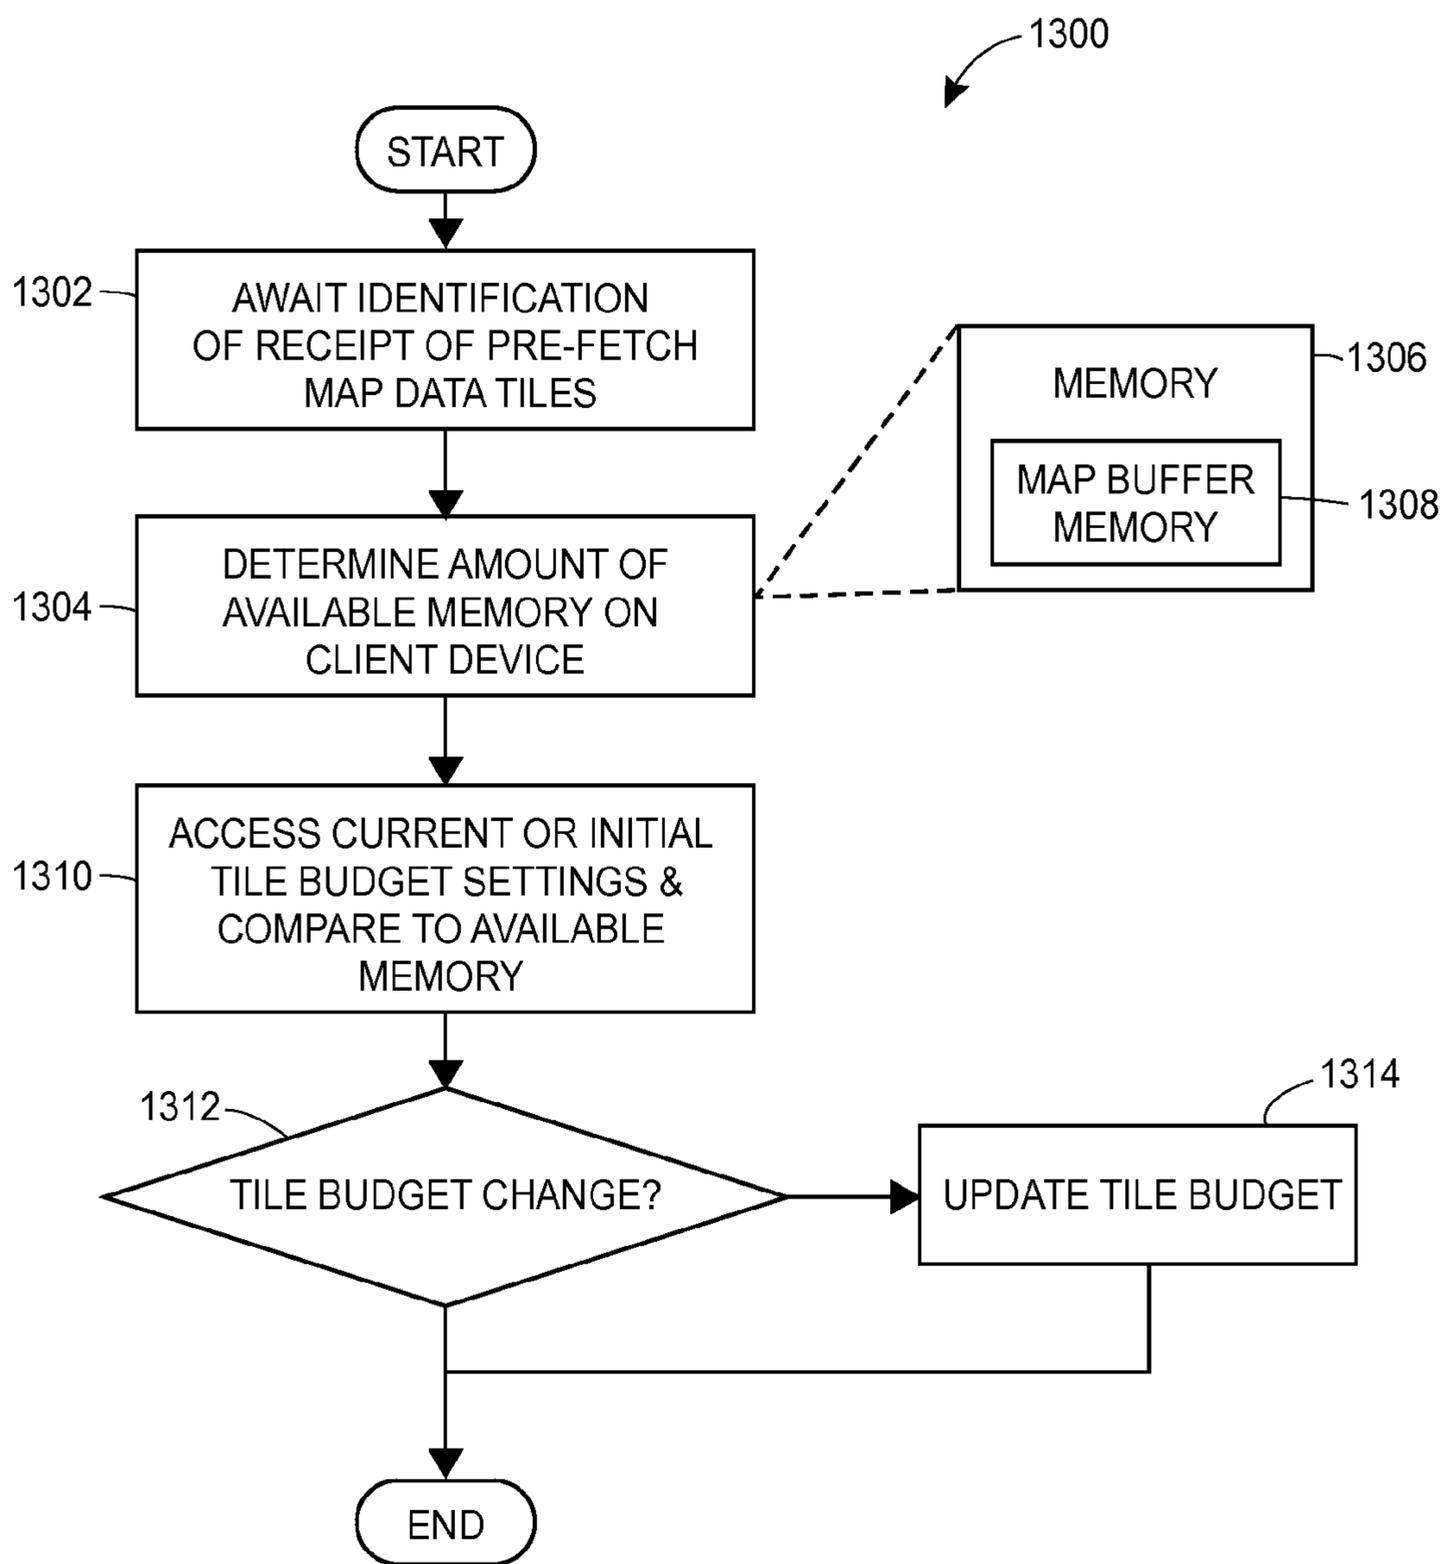 1300
START
1302
AWAIT IDENTIFICATION
OF RECEIPT OF PRE-FETCH
MAP DATA TILES
1306
MEMORY
MAP BUFFER
MEMORY
1308
1304
DETERMINE AMOUNT OF
AVAILABLE MEMORY ON
CLIENT DEVICE
1310
ACCESS CURRENT OR INITIAL
TILE BUDGET SETTINGS &
COMPARE TO AVAILABLE
MEMORY
1312
TILE BUDGET CHANGE?
1314
UPDATE TILE BUDGET
END